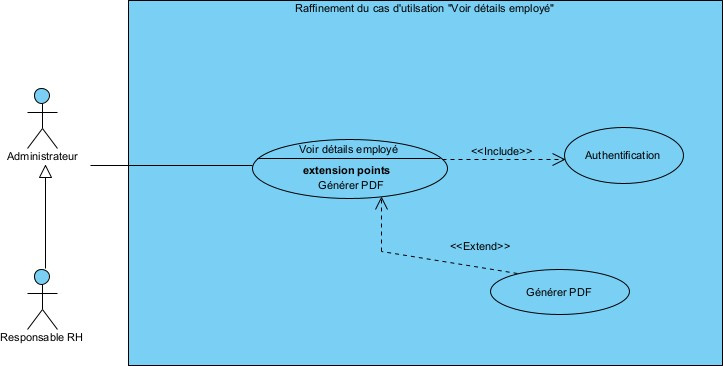 Raffinement du cas d'utilsation "Voir détails employé"
Administrateur
Voir détails employé
extension points
Générer PDF
<<Include>>
Authentification
<<Extend>>
Générer PDF
Responsable RH